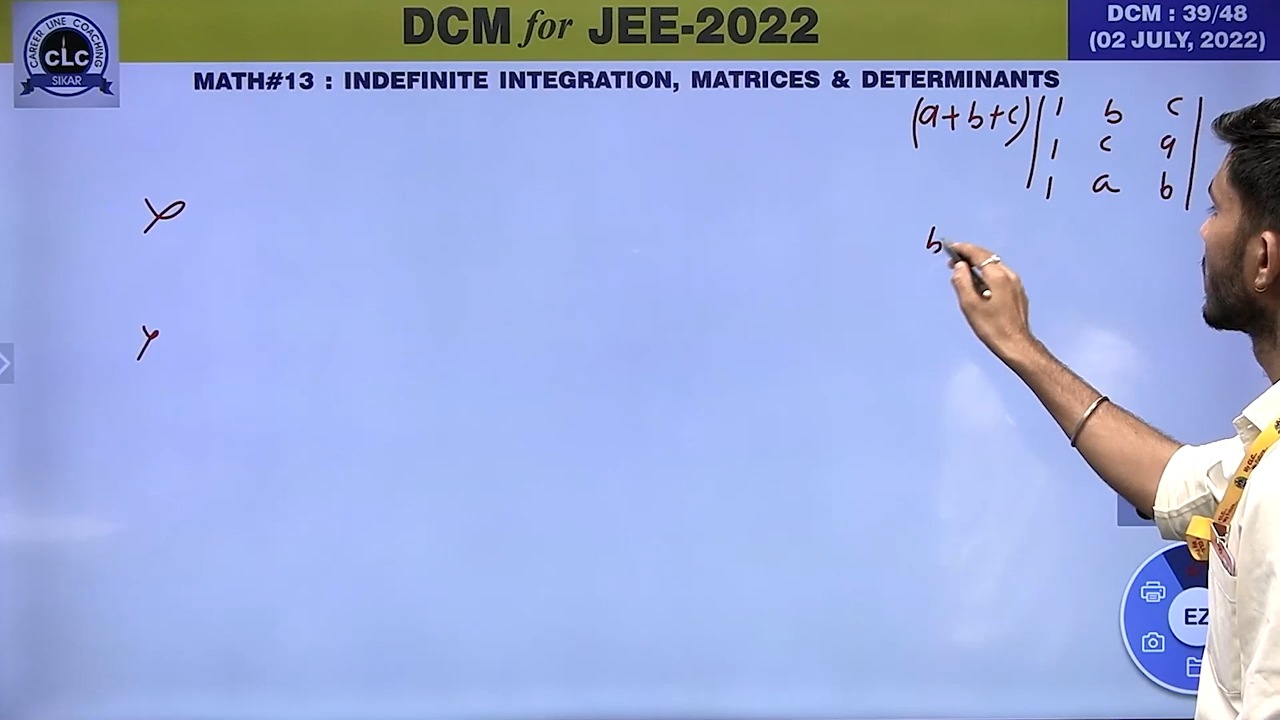 CAREER LINE COACHING
CLC
SIKAR
DCM for JEE-2022
DCM : 39/48
(02 JULY, 2022)
MATH#13 : INDEFINITE INTEGRATION, MATRICES & DETERMINANTS
(a+b+c) | 1 b c |
| 1 c a |
| 1 a b |
b
EZ